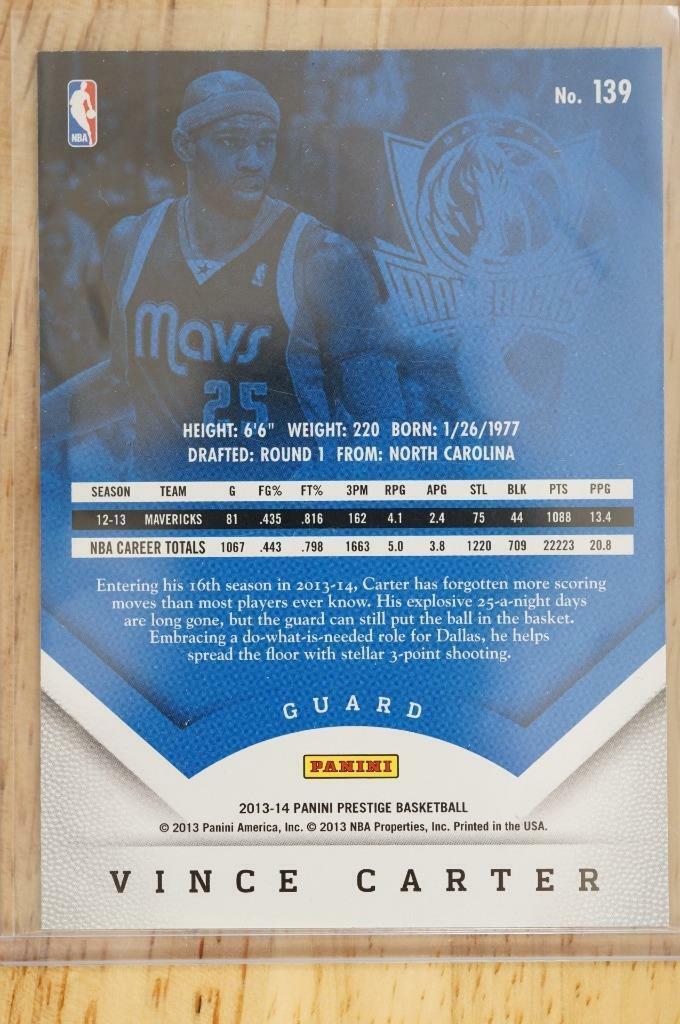 No. 139
NBA
MAVERICKS
mavs
25
HEIGHT: 6'6" WEIGHT: 220 BORN: 1/26/1977
DRAFTED: ROUND 1 FROM: NORTH CAROLINA
SEASON TEAM G FG% FT% 3PM RPG APG STL BLK PTS PPG
12-13 MAVERICKS 81 .435 .816 162 4.1 2.4 75 44 1088 13.4
NBA CAREER TOTALS 1067 .443 .798 1663 5.0 3.8 1220 709 22223 20.8
Entering his 16th season in 2013-14, Carter has forgotten more scoring
moves than most players ever know. His explosive 25-a-night days
are long gone, but the guard can still put the ball in the basket.
Embracing a do-what-is-needed role for Dallas, he helps
spread the floor with stellar 3-point shooting.
GUARD
PANINI
2013-14 PANINI PRESTIGE BASKETBALL
© 2013 Panini America, Inc. © 2013 NBA Properties, Inc. Printed in the USA.
VINCE CARTER